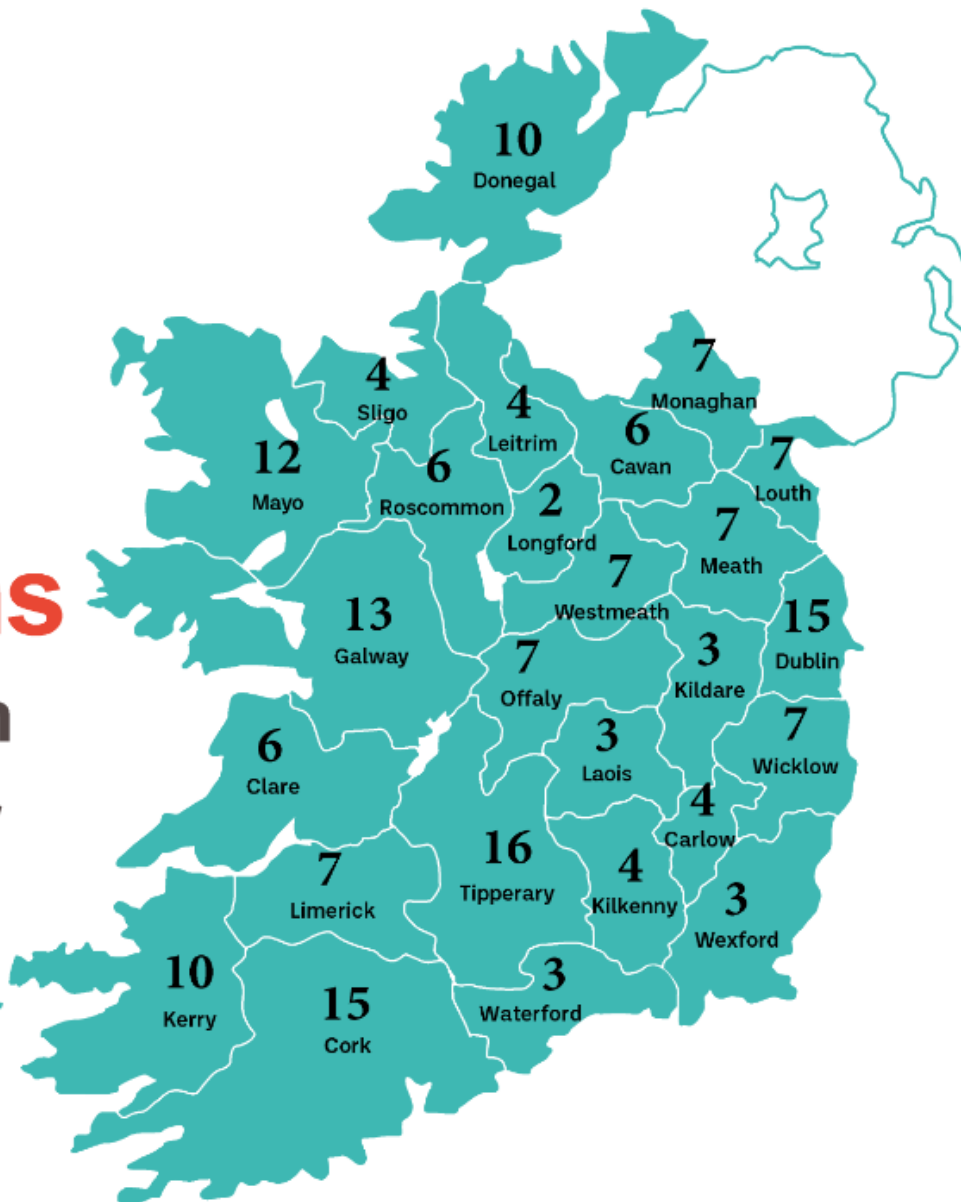 10
Donegal
7
Monaghan
4
Sligo
4
Leitrim
6
Cavan
7
Louth
12
Mayo
6
Roscommon
2
Longford
7
Meath
7
Westmeath
13
Galway
15
Dublin
7
Offaly
3
Kildare
7
Wicklow
6
Clare
3
Laois
4
Carlow
16
Tipperary
7
Limerick
4
Kilkenny
3
Wexford
10
Kerry
15
Cork
3
Waterford